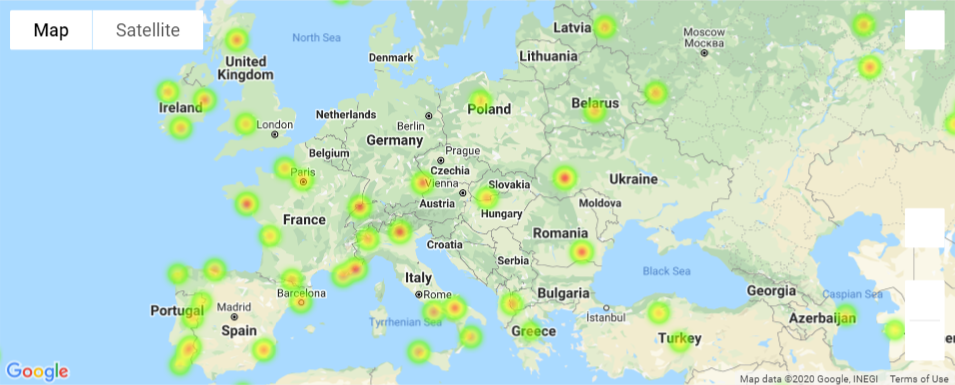 Map
Satellite
North Sea
Latvia
Moscow
Москва
Denmark
Lithuania
United
Kingdom
Ireland
Netherlands
Poland
Belarus
London
Berlin
Germany
Belgium
Prague
Paris
Czechia
Vienna
Slovakia
Ukraine
Austria
Moldova
France
Hungary
Romania
Croatia
Serbia
Italy
Black Sea
Barcelona
Rome
Bulgaria
Georgia
Caspian Sea
Portugal
Madrid
Istanbul
Azerbaijan
Tyrrhenian Sea
Spain
Greece
Turkey
Google
Map data ©2020 Google, INEGI
Terms of Use